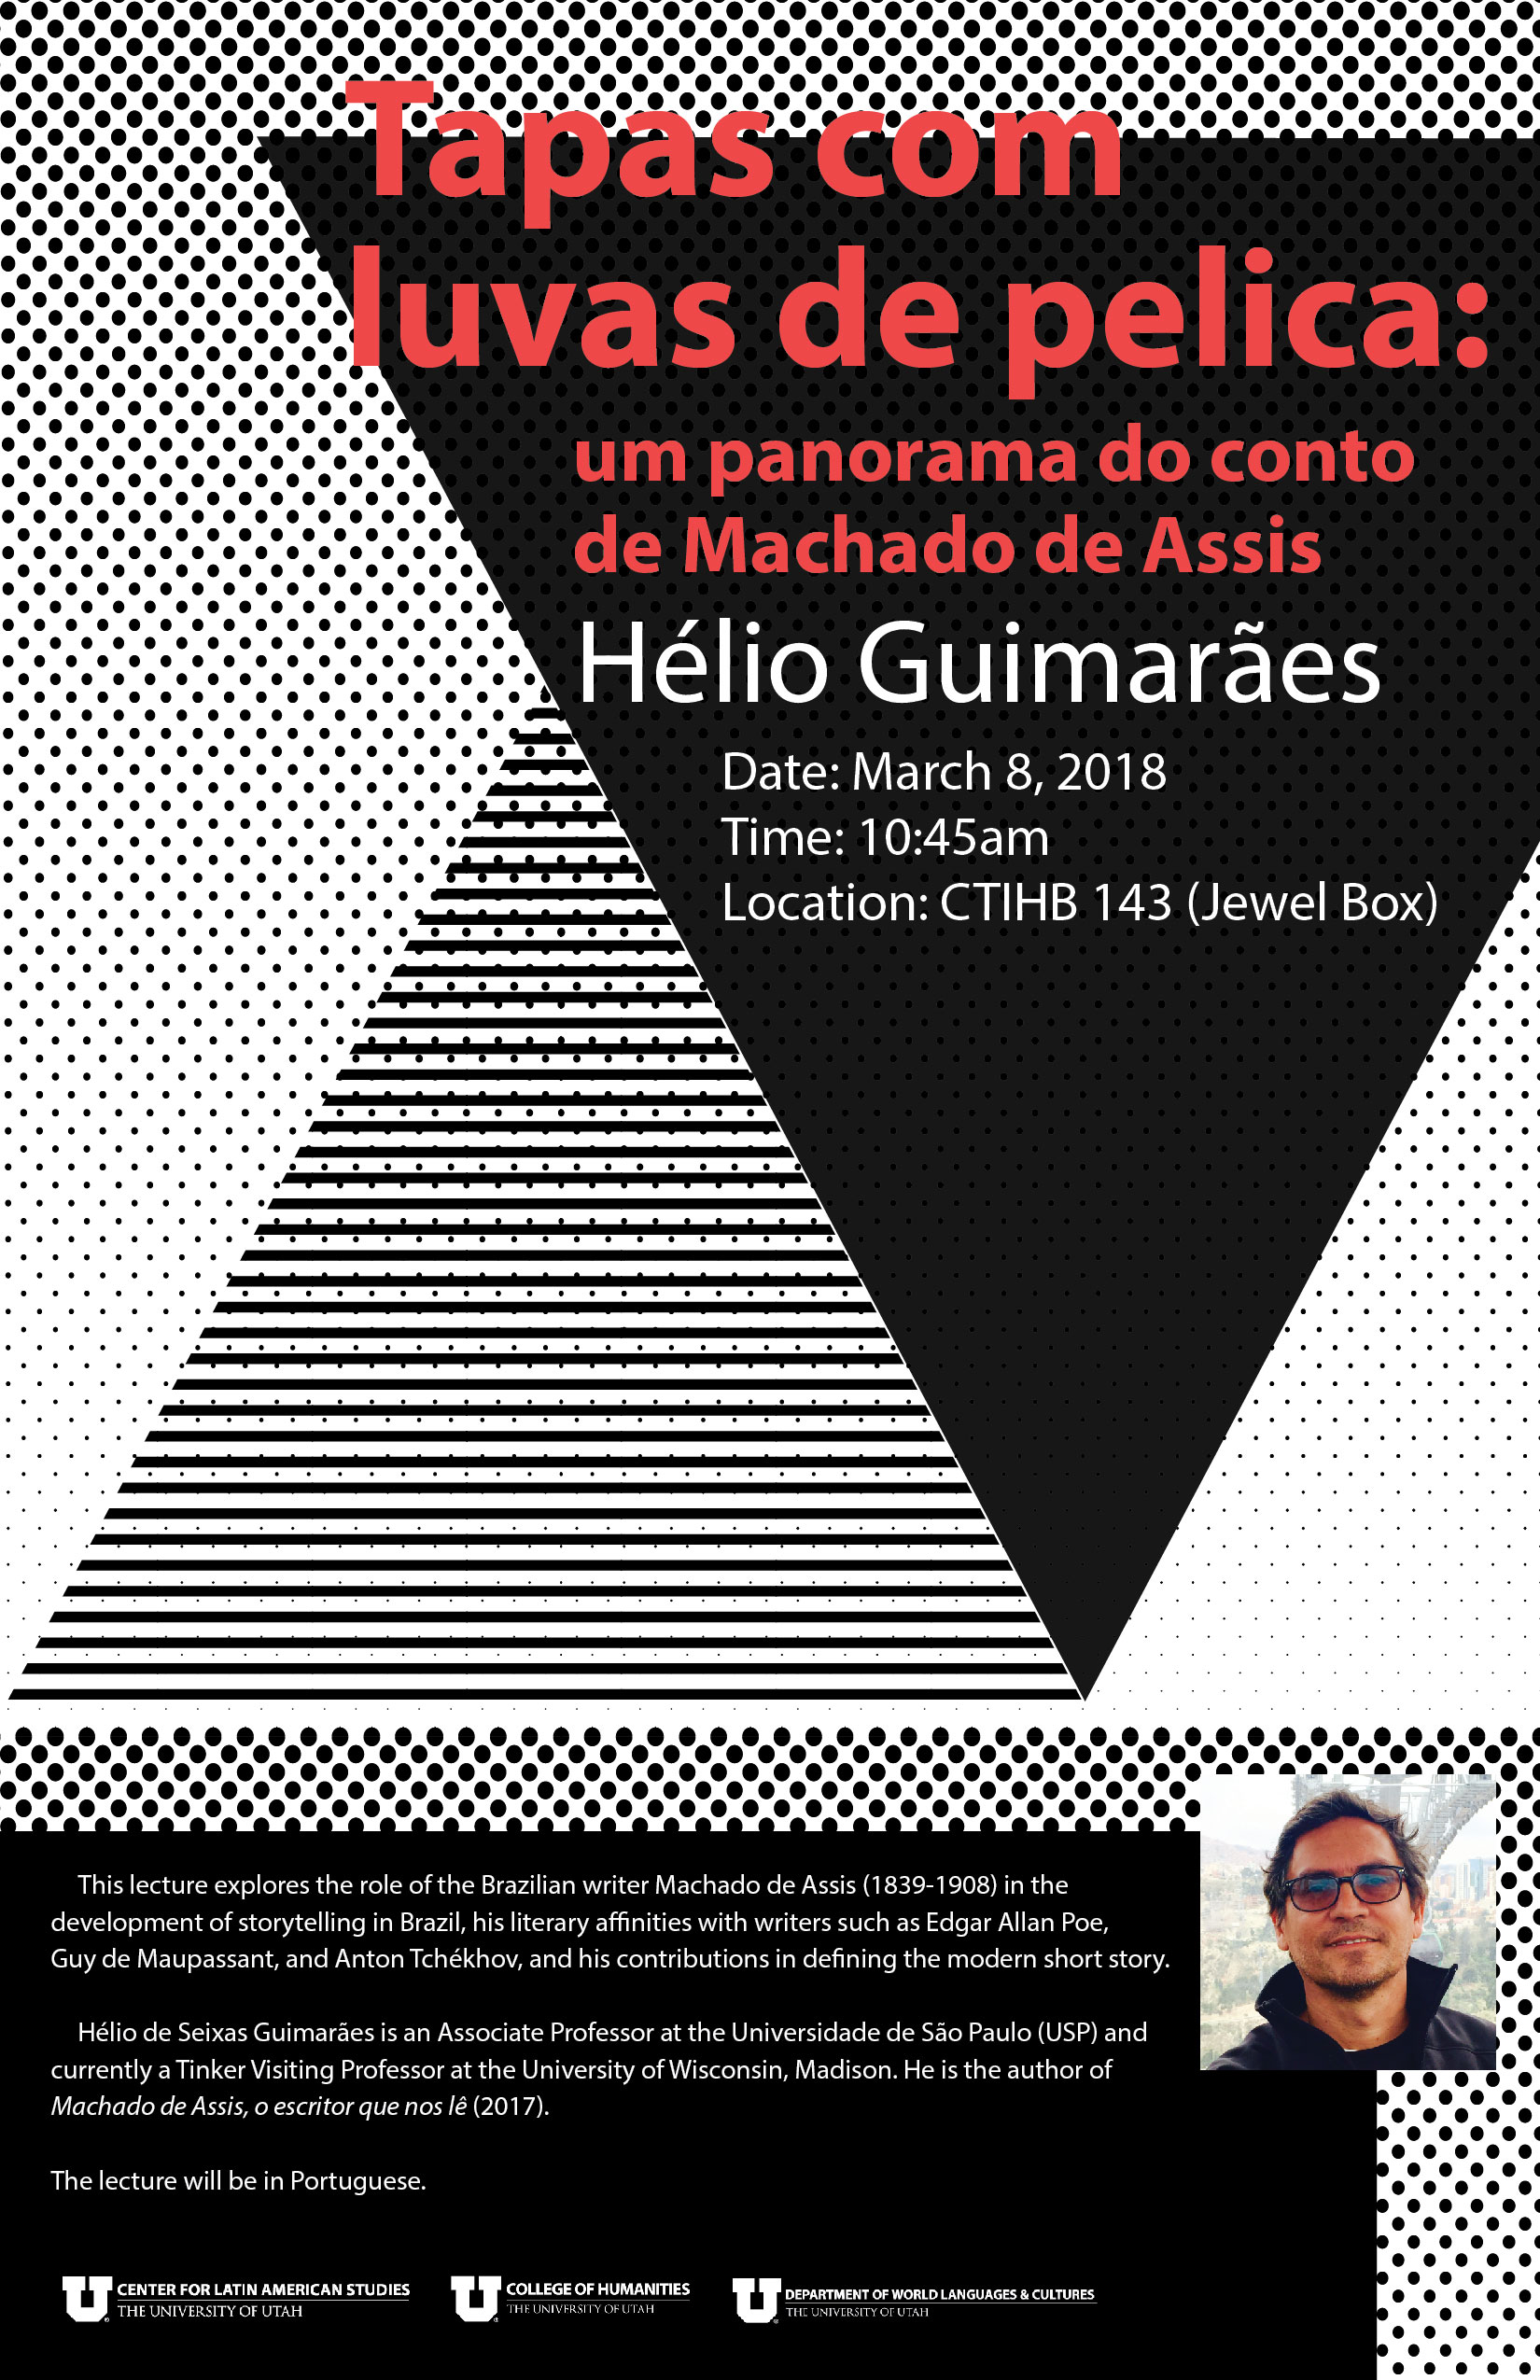 Tapas com
luvas de pelica:
um panorama do conto
de Machado de Assis
Hélio Guimarães
Date: March 8, 2018
Time: 10:45am
Location: CTIHB 143 (Jewel Box)
This lecture explores the role of the Brazilian writer Machado de Assis (1839-1908) in the
development of storytelling in Brazil, his literary affinities with writers such as Edgar Allan Poe,
Guy de Maupassant, and Anton Tchékhov, and his contributions in defining the modern short story.
Hélio de Seixas Guimarães is an Associate Professor at the Universidade de São Paulo (USP) and
currently a Tinker Visiting Professor at the University of Wisconsin, Madison. He is the author of
Machado de Assis, o escritor que nos lê (2017).
The lecture will be in Portuguese.
U CENTER FOR LATIN AMERICAN STUDIES
THE UNIVERSITY OF UTAH
U COLLEGE OF HUMANITIES
THE UNIVERSITY OF UTAH
U DEPARTMENT OF WORLD LANGUAGES & CULTURES
THE UNIVERSITY OF UTAH